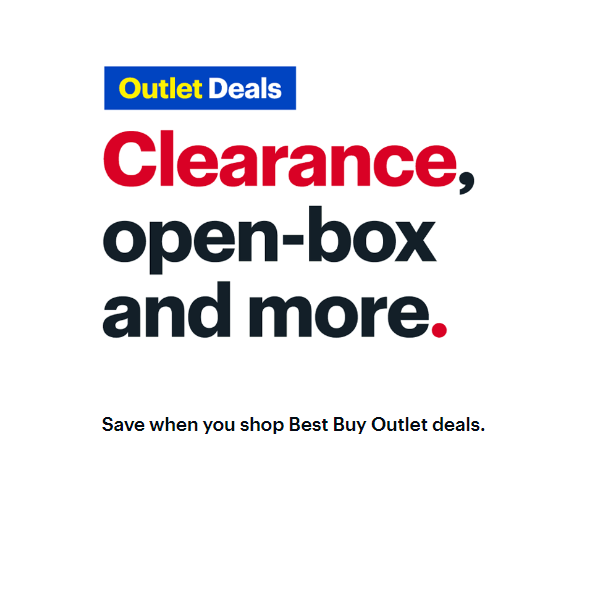 Outlet Deals
Clearance,
open-box
and more.
Save when you shop Best Buy Outlet deals.